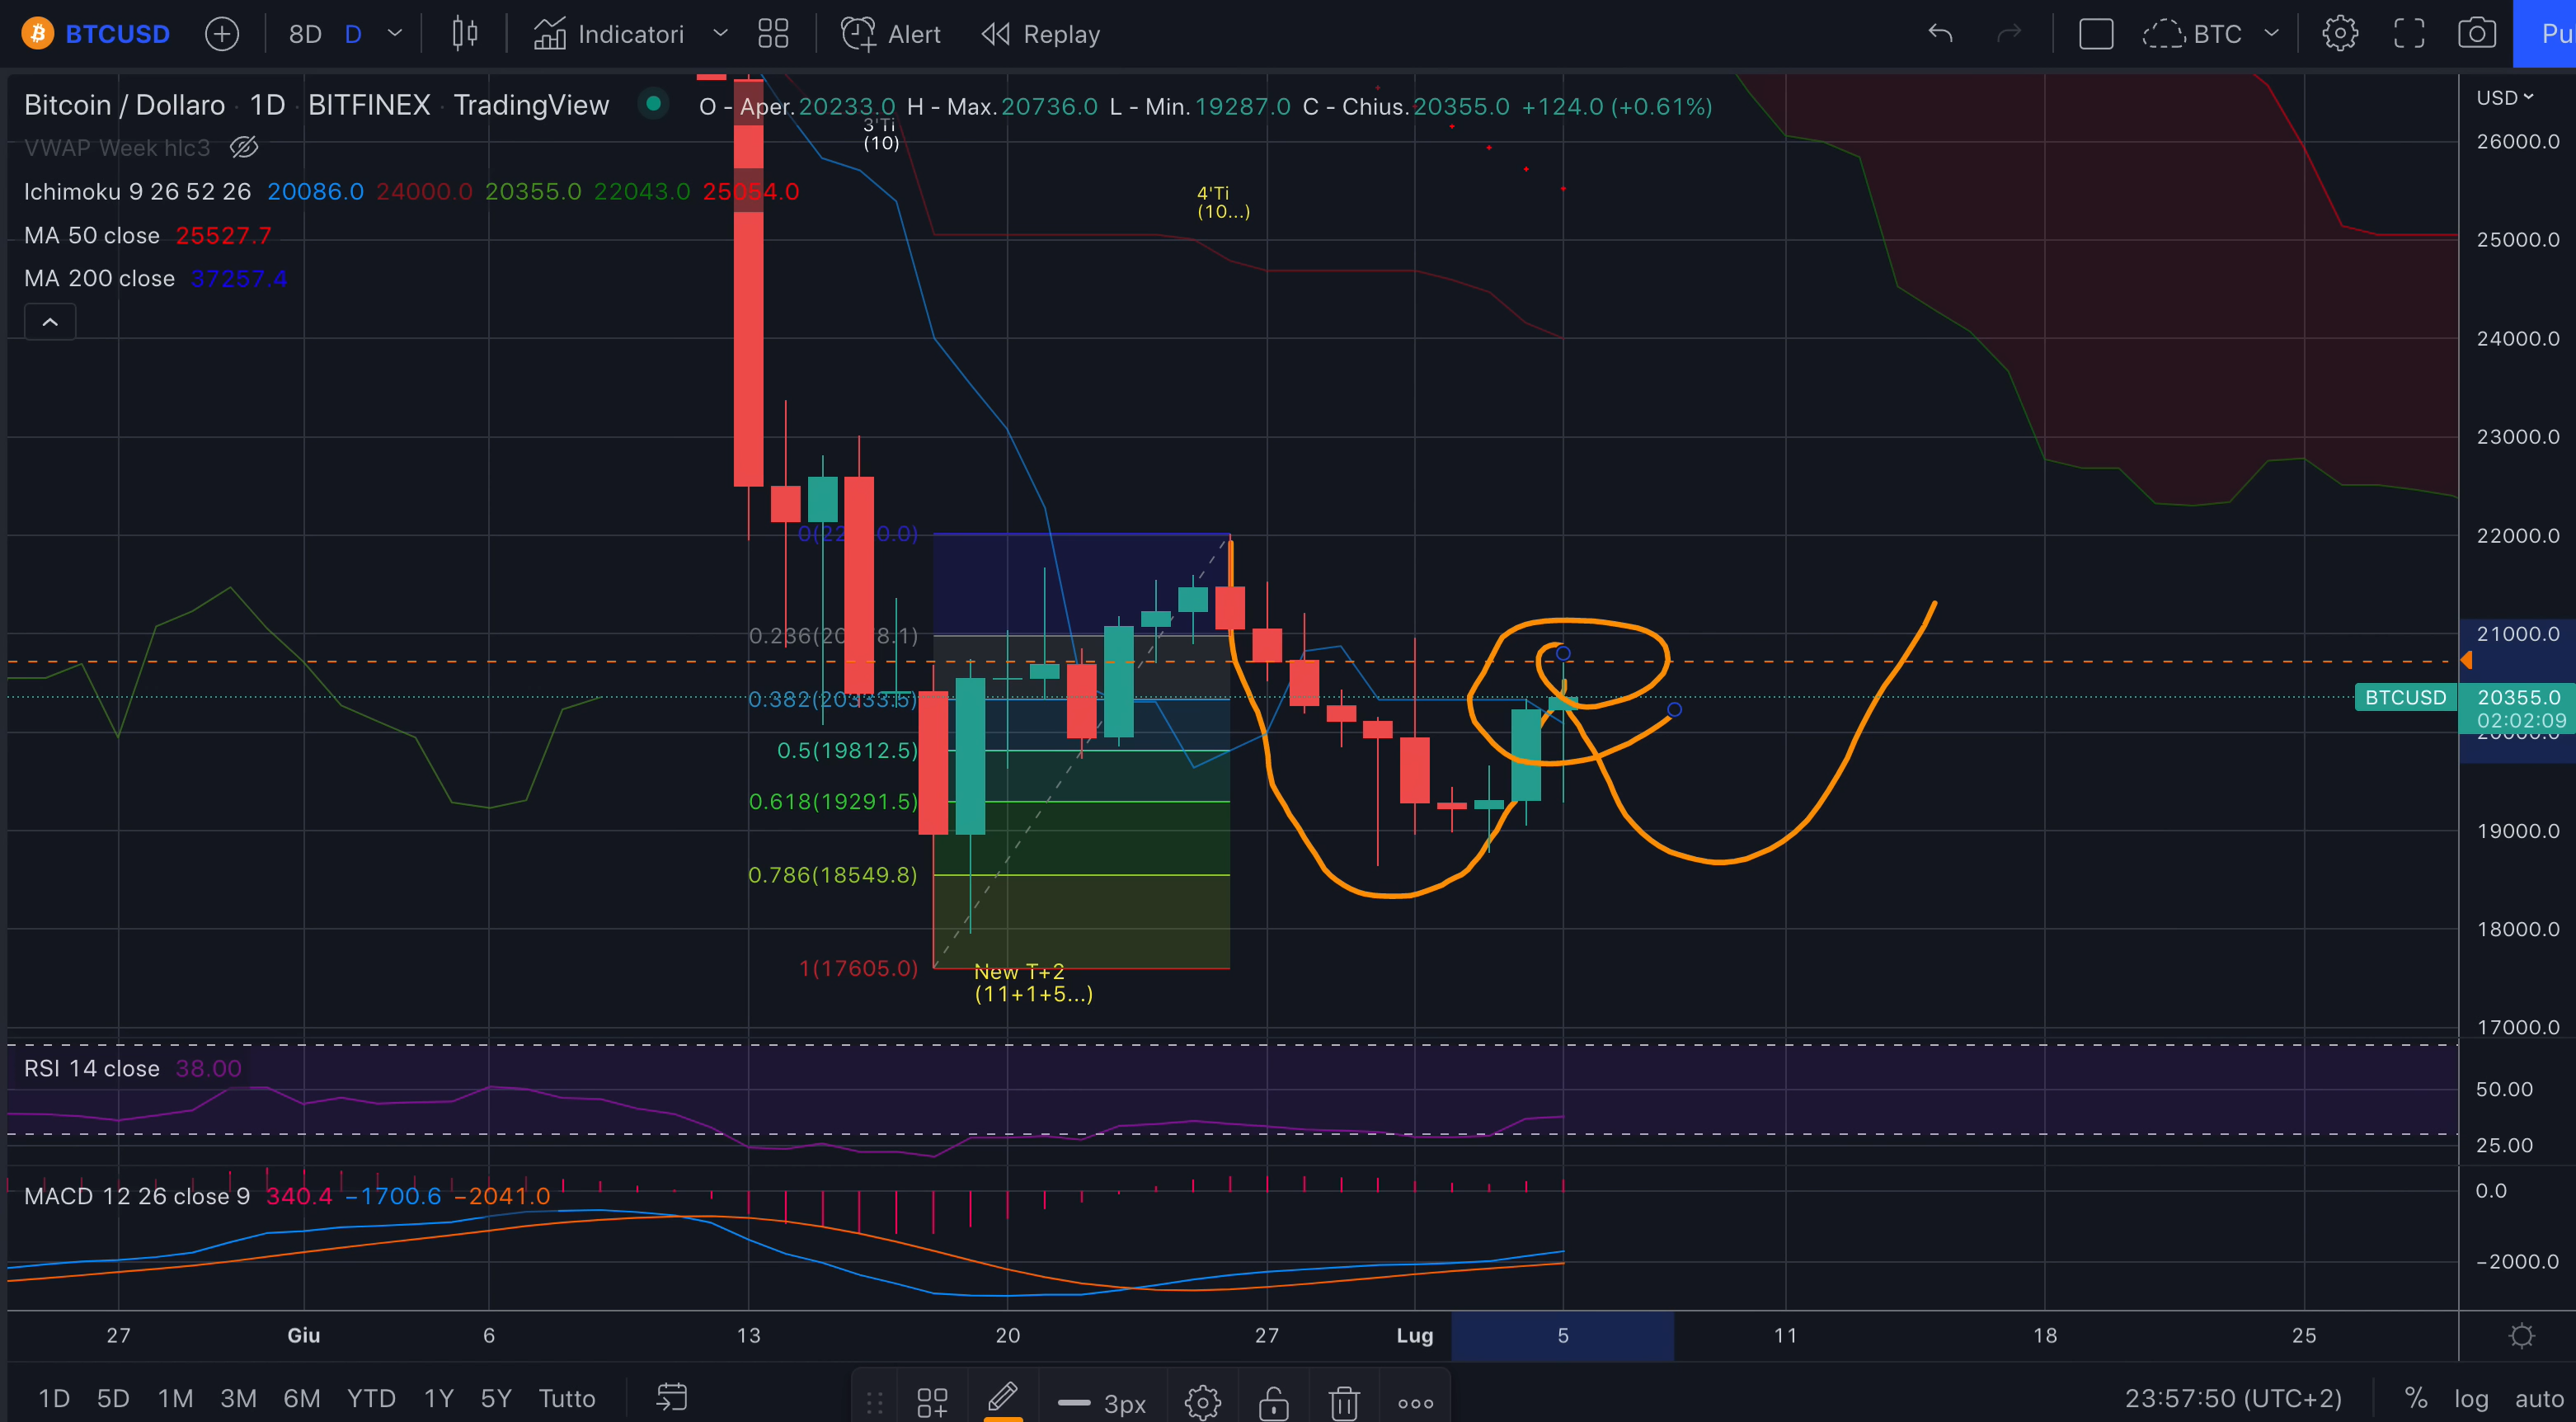 BTCUSD 8D D Indicatori Alert Replay BTC Pu
Bitcoin / Dollaro · 1D · BITFINEX · TradingView O - Aper.20233.0 H - Max.20736.0 L - Min.19287.0 C - Chius.20355.0 +124.0 (+0.61%)
VWAP Week hlc3
Ichimoku 9 26 52 26 20086.0 24000.0 20355.0 22043.0 25054.0
MA 50 close 25527.7
MA 200 close 37257.4
3'Ti
(10)
4'Ti
(10...)
0.382(20333.5)
0.5(19812.5)
0.618(19291.5)
0.786(18549.8)
1(17605.0)
New T+2
(11+1+5...)
USD
26000.0
25000.0
24000.0
23000.0
22000.0
21000.0
BTCUSD 20355.0
02:02:09
20000.0
19000.0
18000.0
17000.0
RSI 14 close 38.00
50.00
25.00
MACD 12 26 close 9 340.4 −1700.6 −2041.0
0.0
−2000.0
27 Giu 6 13 20 27 Lug 5 11 18 25
1D 5D 1M 3M 6M YTD 1Y 5Y Tutto 3px 23:57:50 (UTC+2) % log auto